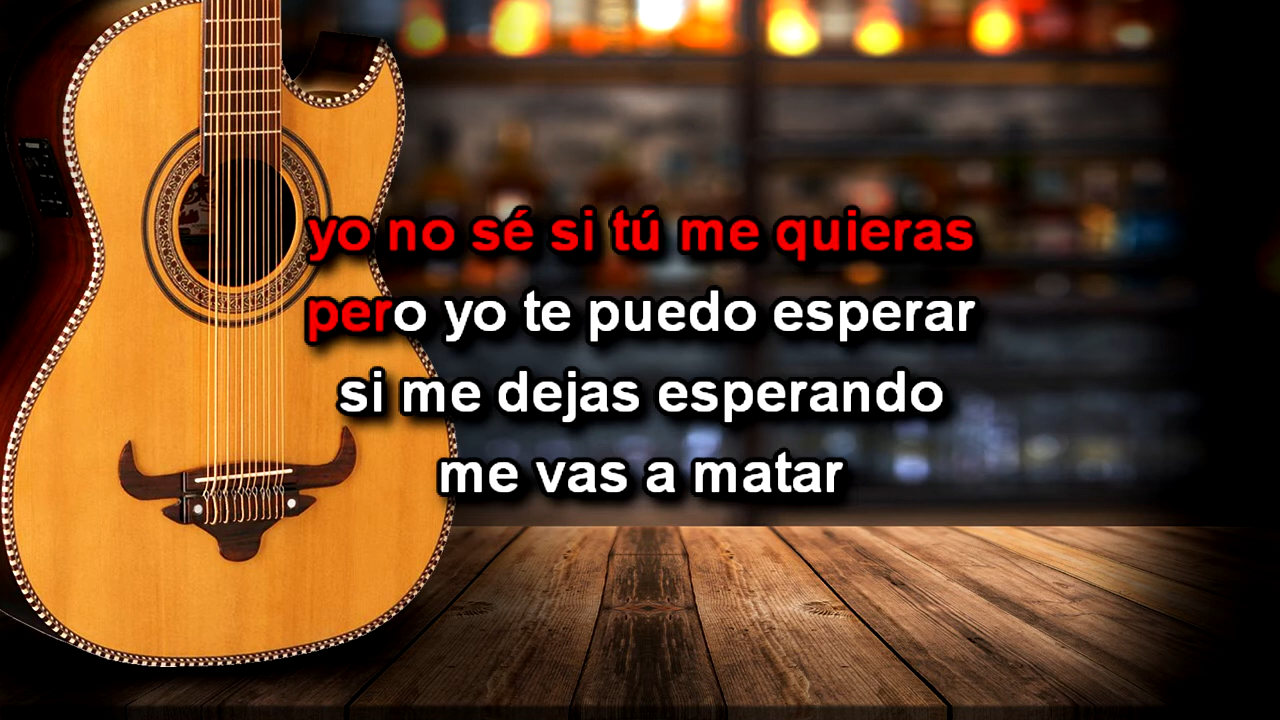 yo no sé si tú me quieras
pero yo te puedo esperar
si me dejas esperando
me vas a matar